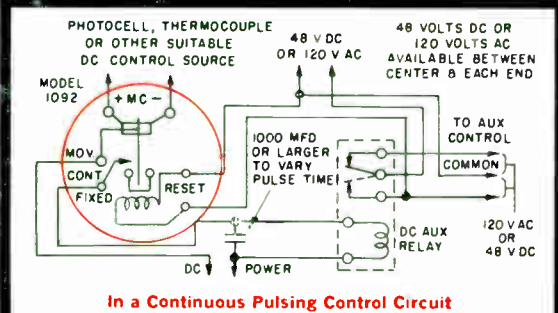 PHOTOCELL, THERMOCOUPLE
OR OTHER SUITABLE
DC CONTROL SOURCE
48 V DC
OR 120 V AC
48 VOLTS DC OR
120 VOLTS AC
AVAILABLE BETWEEN
CENTER & EACH END
MODEL
1092
+ MC -
TO AUX
CONTROL
1000 MFD
OR LARGER
TO VARY
PULSE TIME
MOV.
CONT.
FIXED
RESET
COMMON
DC AUX
RELAY
120 V AC
OR
48 V DC
DC
POWER
In a Continuous Pulsing Control Circuit